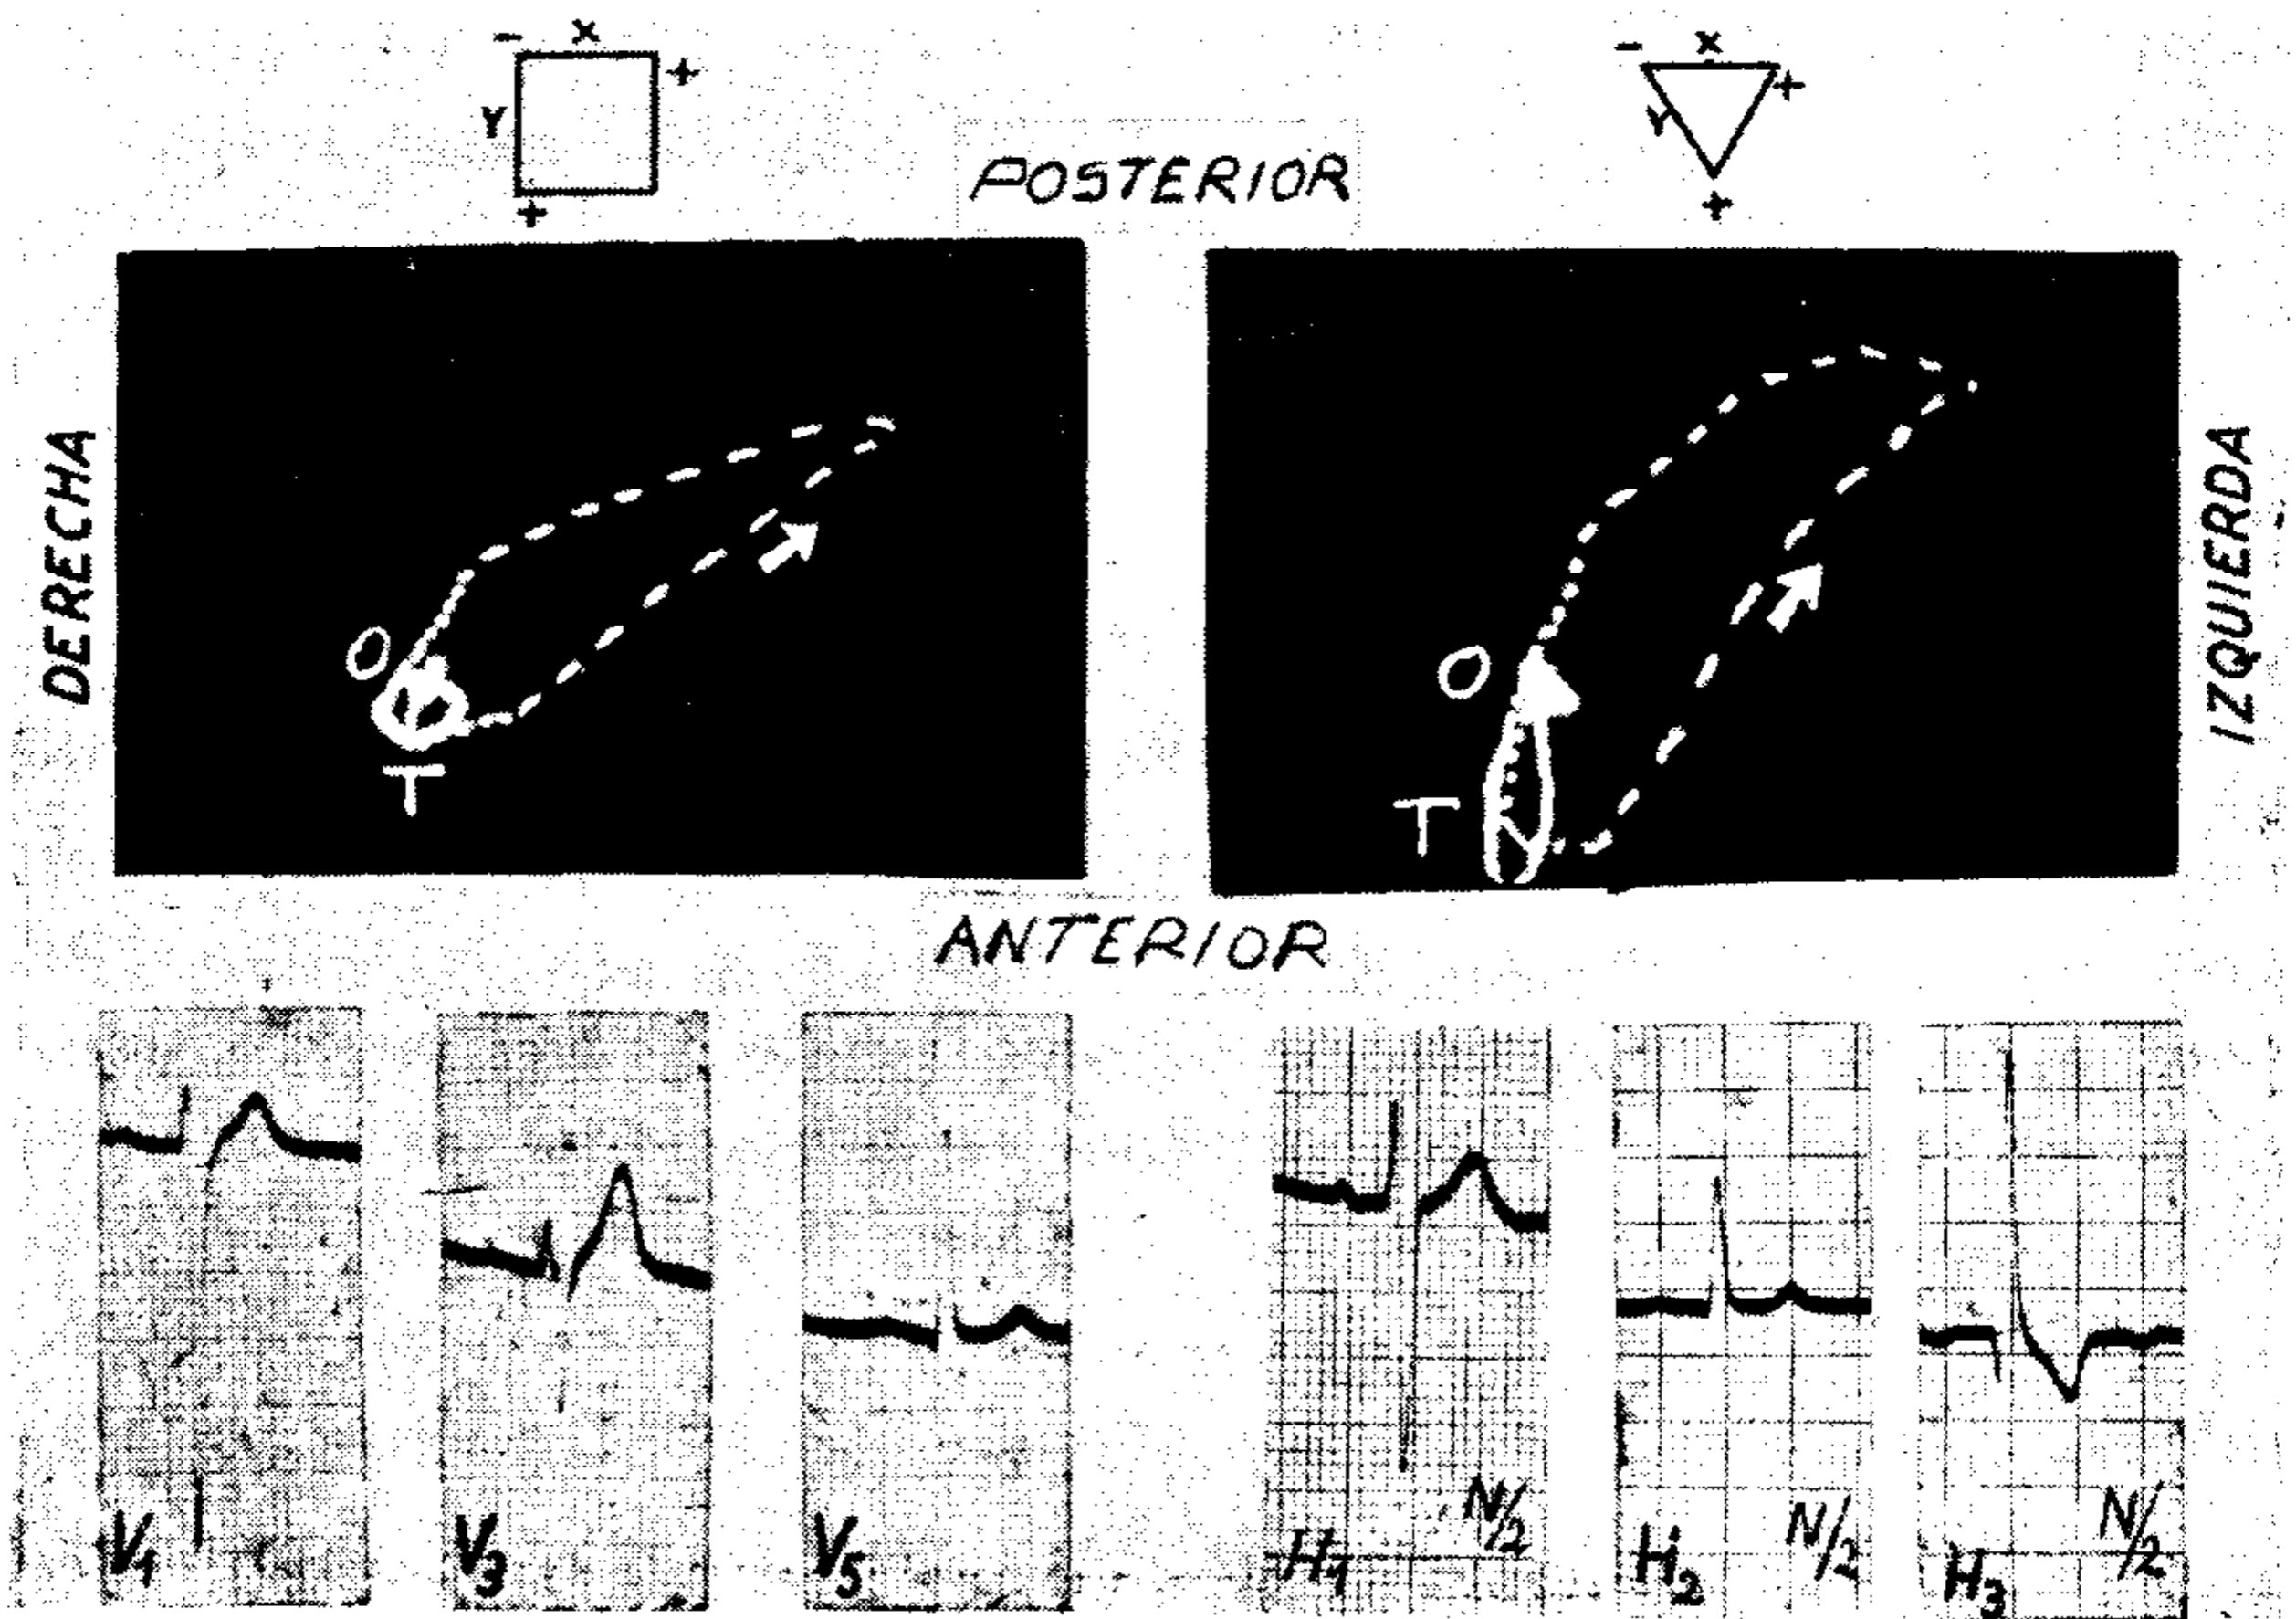 - X +
Y
+
- X +
Y
+
POSTERIOR
DERECHA
O
T
O
T
IZQUIERDA
ANTERIOR
V1
V3
V5
H1 N/2
H2 N/2
H3 N/2